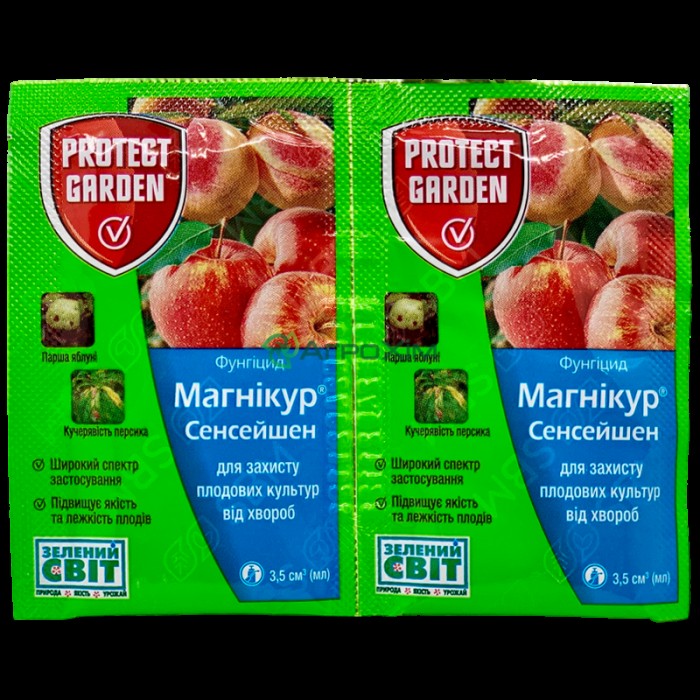 PROTECT
GARDEN
Парша яблуні
Кучерявість персика
Широкий спектр
застосування
Підвищує якість
та лежкість плодів
ЗЕЛЕНИЙ
СВІТ
ПРИРОДА ЯКІСТЬ УРОЖАЙ
Фунгіцид
Магнікур®
Сенсейшен
для захисту
плодових культур
від хвороб
3,5 см³ (мл)
PROTECT
GARDEN
Парша яблуні
Кучерявість персика
Широкий спектр
застосування
Підвищує якість
та лежкість плодів
ЗЕЛЕНИЙ
СВІТ
ПРИРОДА ЯКІСТЬ УРОЖАЙ
Фунгіцид
Магнікур®
Сенсейшен
для захисту
плодових культур
від хвороб
3,5 см³ (мл)